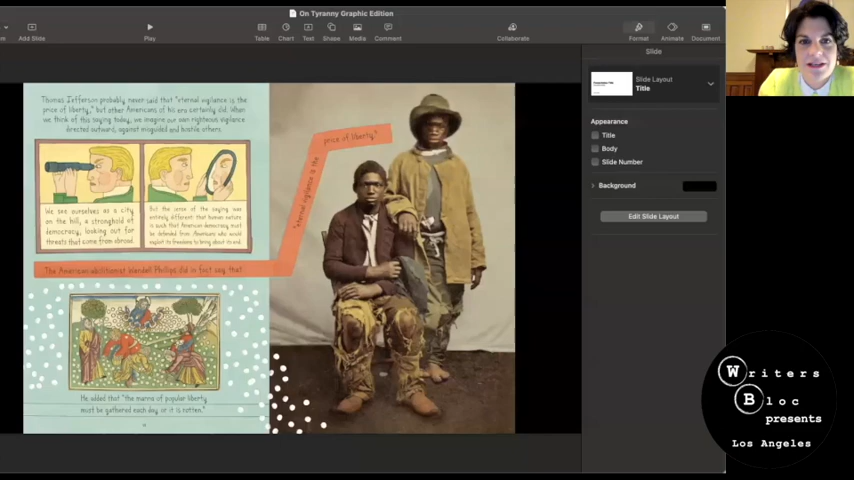 On Tyranny Graphic Edition
Add Slide
Play
Table
Chart
Text
Shape
Media
Comment
Collaborate
Format
Animate
Document
Slide
Slide Layout
Title
Appearance
Title
Body
Slide Number
Background
Edit Slide Layout
Thomas Jefferson probably never said that "eternal vigilance is the
price of liberty," but other Americans of his era certainly did. When
we think of this saying today, we imagine our own righteous vigilance
directed outward, against misguided and hostile others.
We see ourselves as a city
on the hill, a stronghold of
democracy, looking out for
threats that come from abroad.
But the sense of the saying was
entirely different: that human nature
is such that American democracy must
be defended from Americans who would
exploit its freedoms to bring about its end.
The American abolitionist Wendell Phillips did in fact say that
"eternal vigilance is the
price of liberty."
He added that "the manna of popular liberty
must be gathered each day or it is rotten."
Writers
Bloc
presents
Los Angeles